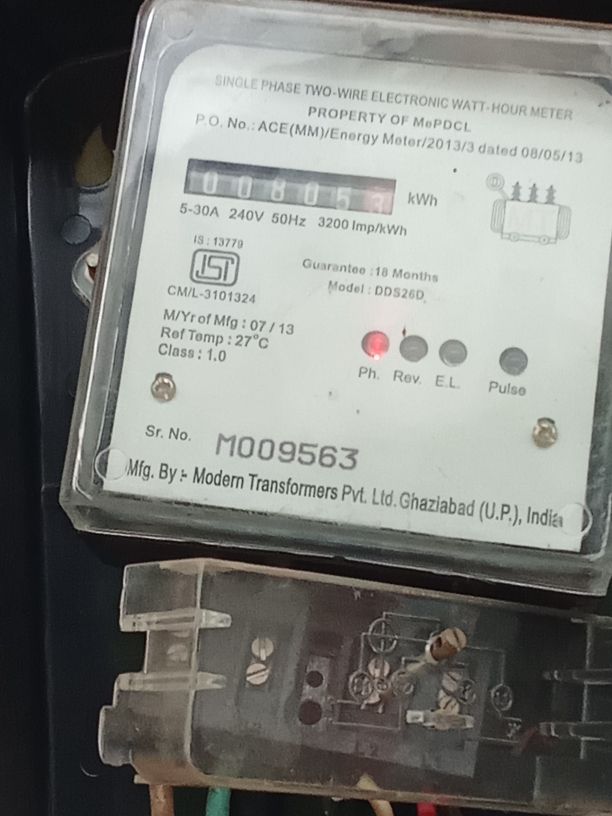 SINGLE PHASE TWO-WIRE ELECTRONIC WATT-HOUR METER
PROPERTY OF MePDCL
P.O. No.: ACE(MM)/Energy Meter/2013/3 dated 08/05/13
008053 kWh
5-30A 240V 50Hz 3200 Imp/kWh
IS : 13779
ISI
CM/L-3101324
Guarantee : 18 Months
Model : DDS26D
M/Yr of Mfg : 07 / 13
Ref Temp : 27°C
Class : 1.0
Ph. Rev. E.L. Pulse
Sr. No. M009563
Mfg. By :- Modern Transformers Pvt. Ltd. Ghaziabad (U.P.), India